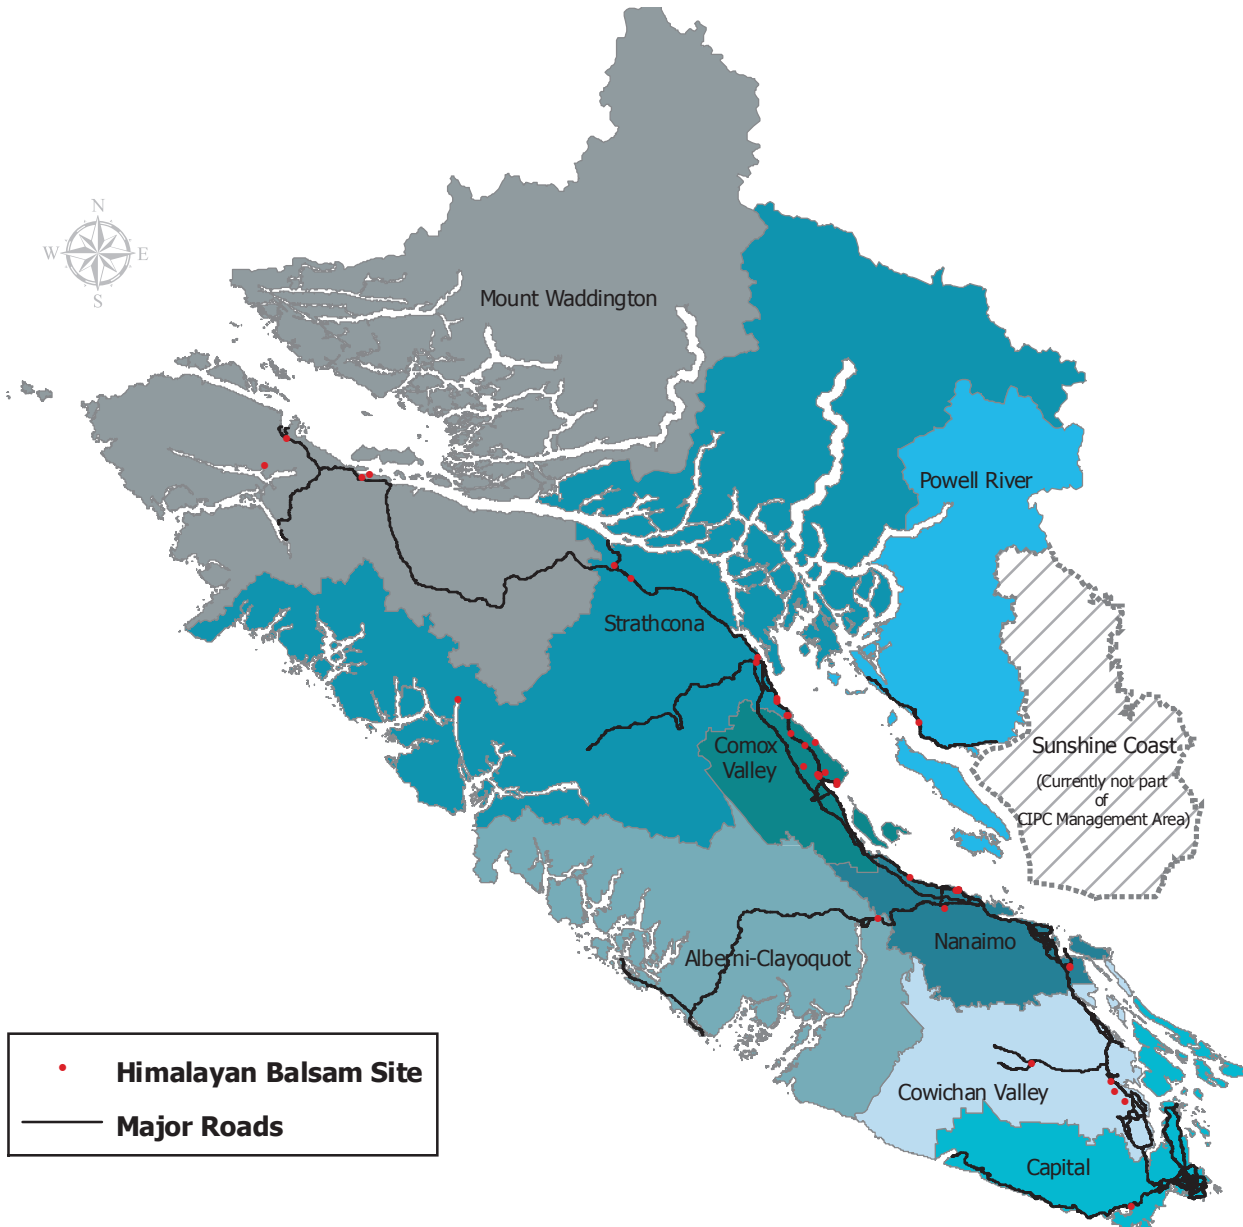 N
W E
S
Mount Waddington
Powell River
Strathcona
Comox
Valley
Sunshine Coast
(Currently not part
of
CIPC Management Area)
Nanaimo
Alberni-Clayoquot
Cowichan Valley
Capital
Himalayan Balsam Site
Major Roads